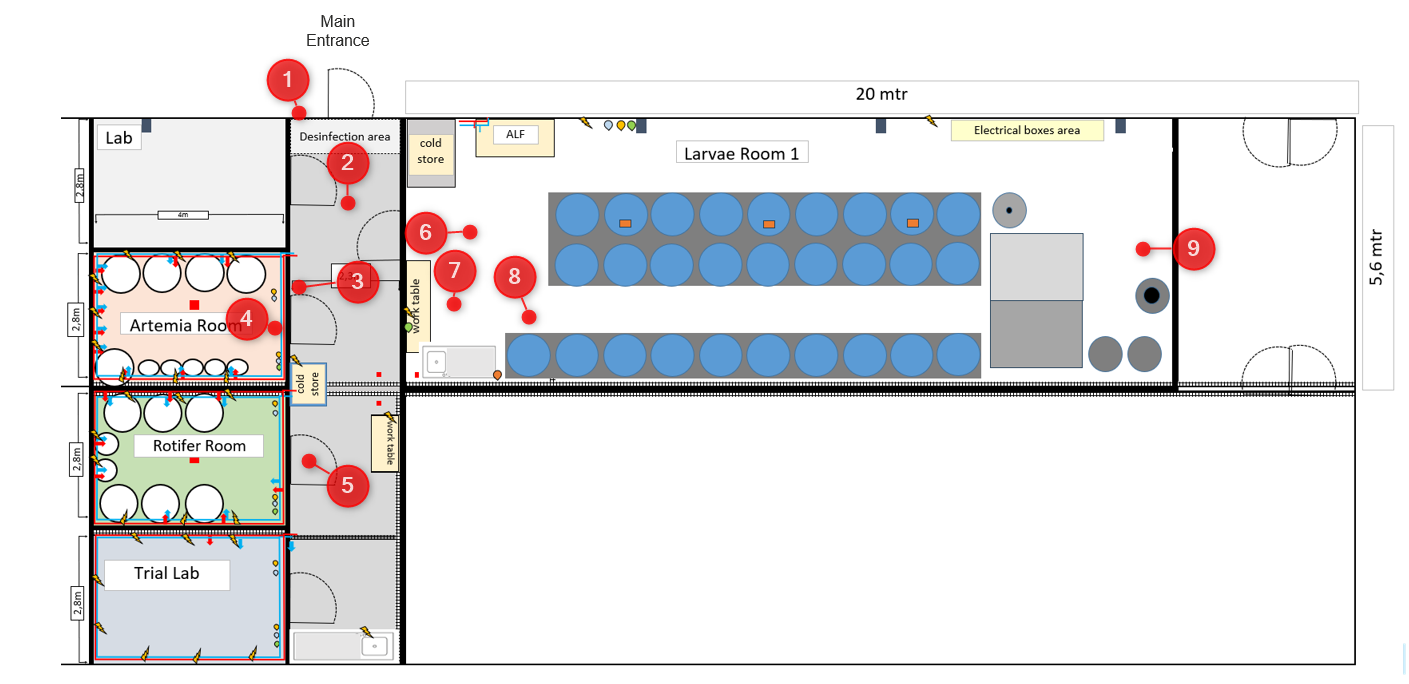 Main
Entrance
1
20 mtr
Lab
Desinfection area
cold
store
ALF
Electrical boxes area
Larvae Room 1
2
2,8m
4m
6
9
5,6 mtr
7
8
3
work table
4
Artemia Room
2,8m
cold
store
Rotifer Room
work table
2,8m
5
Trial Lab
2,8m